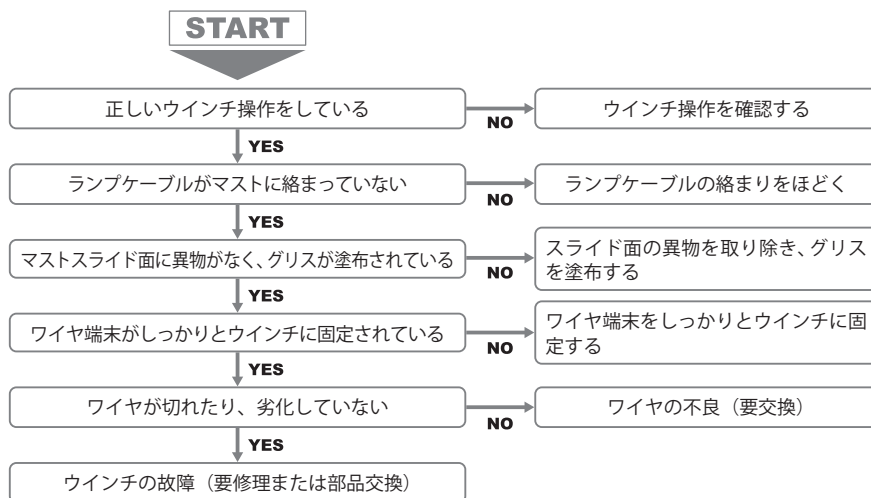 START
正しいウインチ操作をしている
NO
ウインチ操作を確認する
YES
ランプケーブルがマストに絡まっていない
NO
ランプケーブルの絡まりをほどく
YES
マストスライド面に異物がなく、グリスが塗布されている
NO
スライド面の異物を取り除き、グリス
を塗布する
YES
ワイヤ端末がしっかりとウインチに固定されている
NO
ワイヤ端末をしっかりとウインチに固
定する
YES
ワイヤが切れたり、劣化していない
NO
ワイヤの不良（要交換）
YES
ウインチの故障（要修理または部品交換）